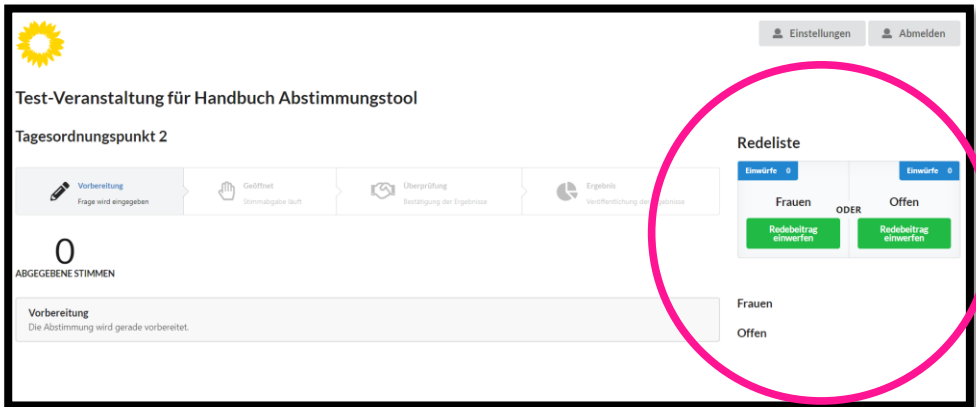 Einstellungen
Abmelden
Test-Veranstaltung für Handbuch Abstimmungstool
Tagesordnungspunkt 2
Vorbereitung
Frage wird eingegeben
Geöffnet
Stimmabgabe läuft
Überprüfung
Bestätigung der Ergebnisse
Ergebnis
Veröffentlichung der Ergebnisse
0
ABGEGEBENE STIMMEN
Vorbereitung
Die Abstimmung wird gerade vorbereitet.
Redeliste
Einwürfe 0
Einwürfe 0
Frauen
ODER
Offen
Redebeitrag
einwerfen
Redebeitrag
einwerfen
Frauen
Offen